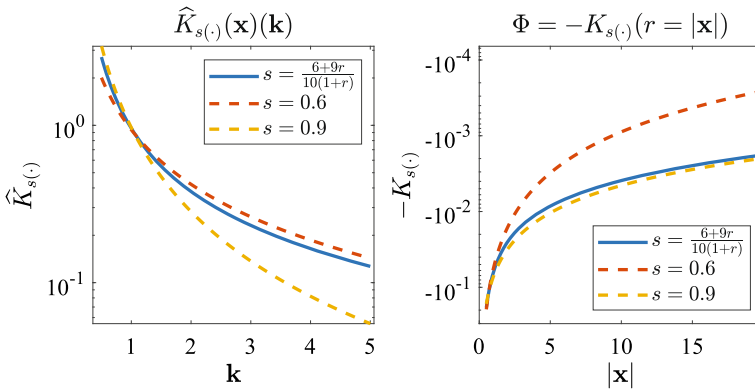 $\widehat{K}_{s(\cdot)}(\mathbf{x})(\mathbf{k})$
$\widehat{K}_{s(\cdot)}$
10^0
10^{-1}
$s = \frac{6+9r}{10(1+r)}$
$s = 0.6$
$s = 0.9$
1 2 3 4 5
$\mathbf{k}$
$\Phi = -K_{s(\cdot)}(r = |\mathbf{x}|)$
$-K_{s(\cdot)}$
-10^{-4}
-10^{-3}
-10^{-2}
-10^{-1}
$s = \frac{6+9r}{10(1+r)}$
$s = 0.6$
$s = 0.9$
0 5 10 15
$|\mathbf{x}|$